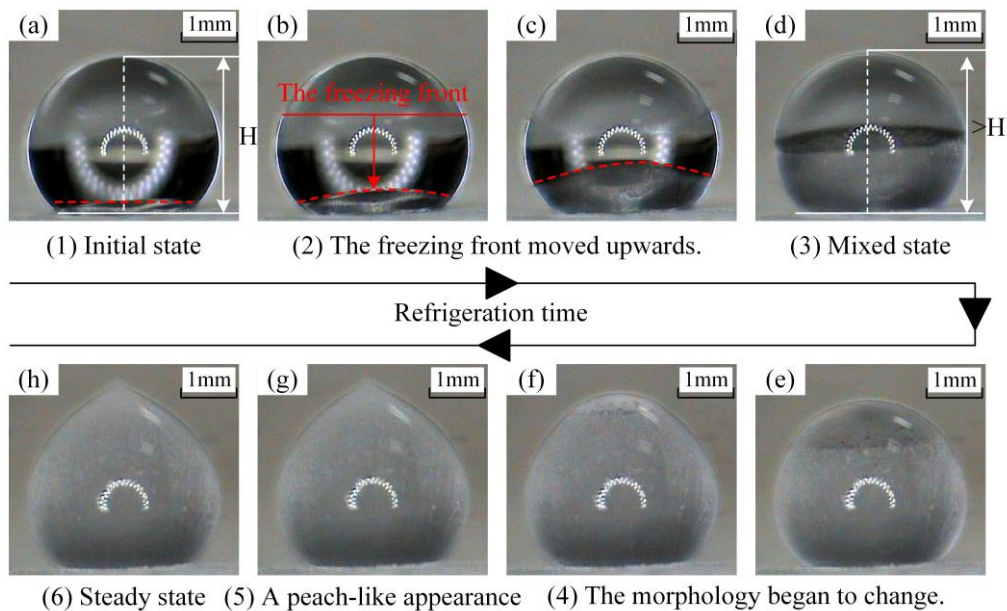 (a) 1mm (b) 1mm (c) 1mm (d) 1mm
The freezing front
H
>H
(1) Initial state (2) The freezing front moved upwards. (3) Mixed state
Refrigeration time
(h) 1mm (g) 1mm (f) 1mm (e) 1mm
(6) Steady state (5) A peach-like appearance (4) The morphology began to change.